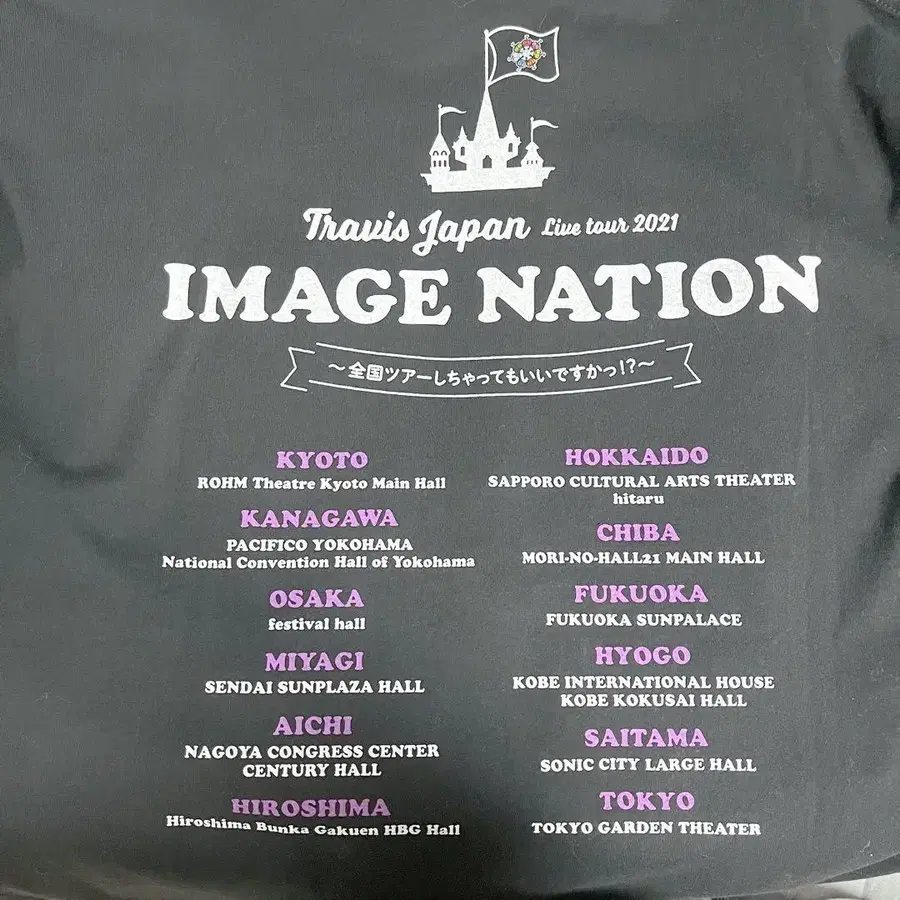 Travis Japan Live tour 2021
IMAGE NATION
～全国ツアーしちゃってもいいですかっ!?～
KYOTO
ROHM Theatre Kyoto Main Hall
KANAGAWA
PACIFICO YOKOHAMA
National Convention Hall of Yokohama
OSAKA
festival hall
MIYAGI
SENDAI SUNPLAZA HALL
AICHI
NAGOYA CONGRESS CENTER
CENTURY HALL
HIROSHIMA
Hiroshima Bunka Gakuen HBG Hall
HOKKAIDO
SAPPORO CULTURAL ARTS THEATER
hitaru
CHIBA
MORI-NO-HALL21 MAIN HALL
FUKUOKA
FUKUOKA SUNPALACE
HYOGO
KOBE INTERNATIONAL HOUSE
KOBE KOKUSAI HALL
SAITAMA
SONIC CITY LARGE HALL
TOKYO
TOKYO GARDEN THEATER